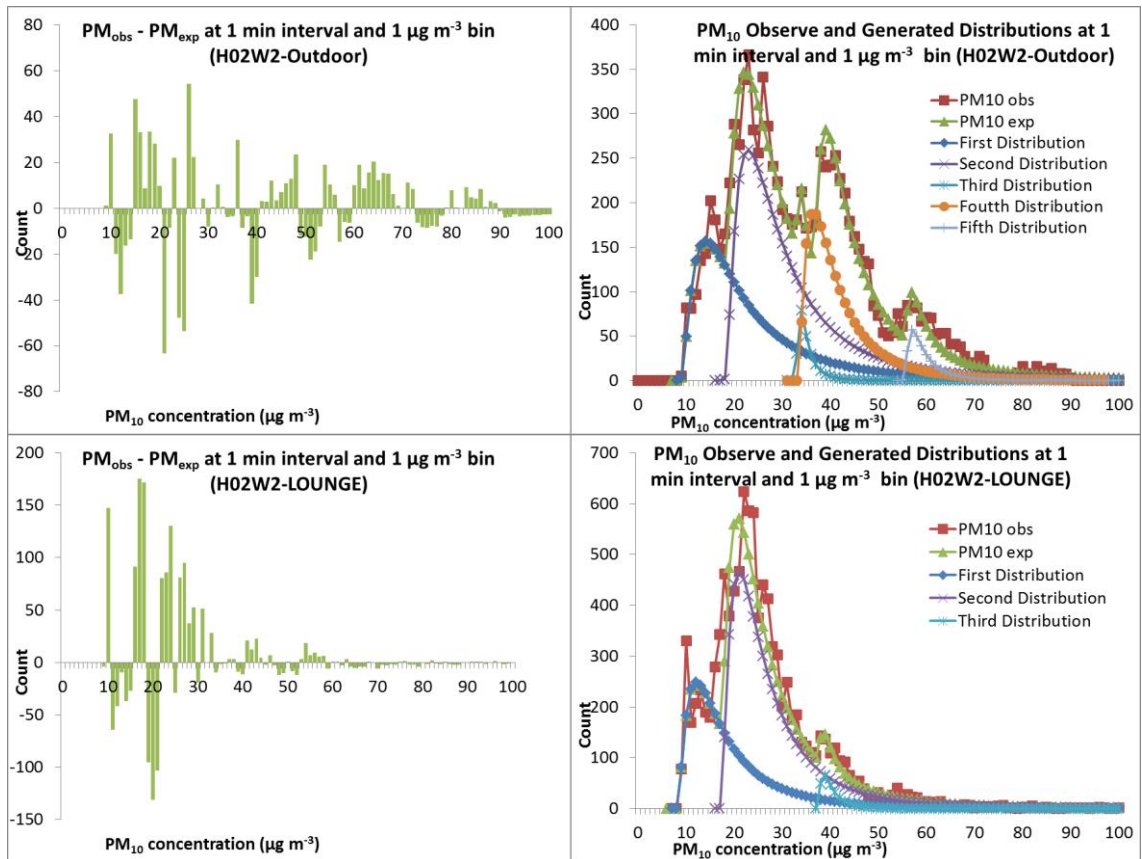 PMobs - PMexp at 1 min interval and 1 µg m-3 bin
(H02W2-Outdoor)
80
60
40
20
0
-20
-40
-60
-80
Count
0 10 20 30 40 50 60 70 80 90 100
PM10 concentration (µg m-3)
PM10 Observe and Generated Distributions at 1
min interval and 1 µg m-3 bin (H02W2-Outdoor)
400
350
300
250
200
150
100
50
0
Count
PM10 obs
PM10 exp
First Distribution
Second Distribution
Third Distribution
Foutth Distribution
Fifth Distribution
0 10 20 30 40 50 60 70 80 90 100
PM10 concentration (µg m-3)
PMobs - PMexp at 1 min interval and 1 µg m-3 bin
(H02W2-LOUNGE)
200
150
100
50
0
-50
-100
-150
Count
0 10 20 30 40 50 60 70 80 90 100
PM10 concentration (µg m-3)
PM10 Observe and Generated Distributions at 1
min interval and 1 µg m-3 bin (H02W2-LOUNGE)
700
600
500
400
300
200
100
0
Count
PM10 obs
PM10 exp
First Distribution
Second Distribution
Third Distribution
0 10 20 30 40 50 60 70 80 90 100
PM10 concentration (µg m-3)